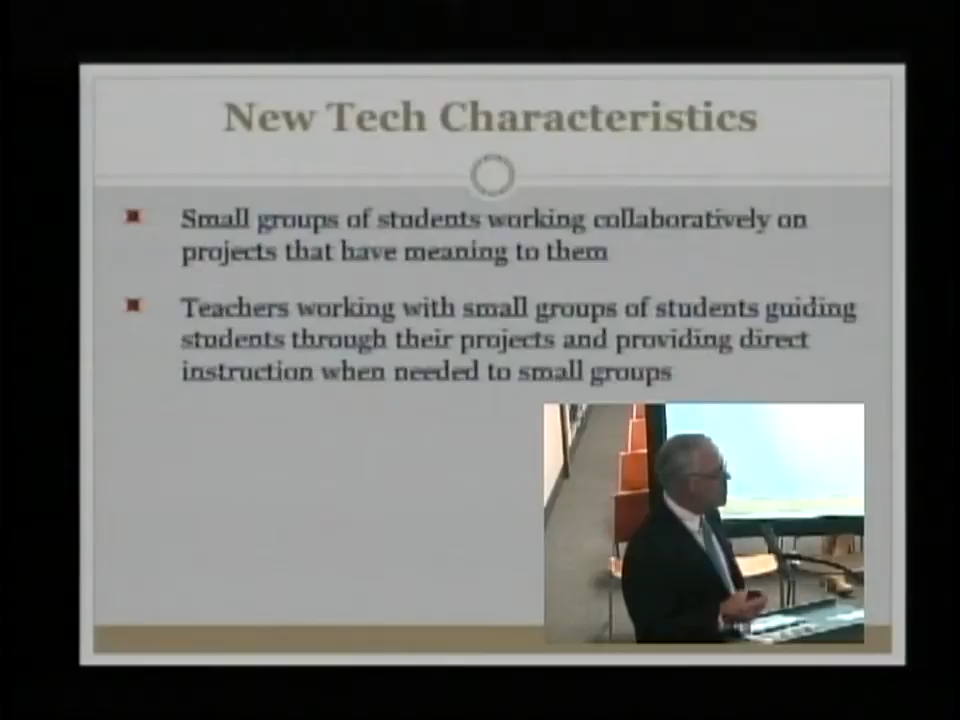 New Tech Characteristics
Small groups of students working collaboratively on
projects that have meaning to them
Teachers working with small groups of students guiding
students through their projects and providing direct
instruction when needed to small groups